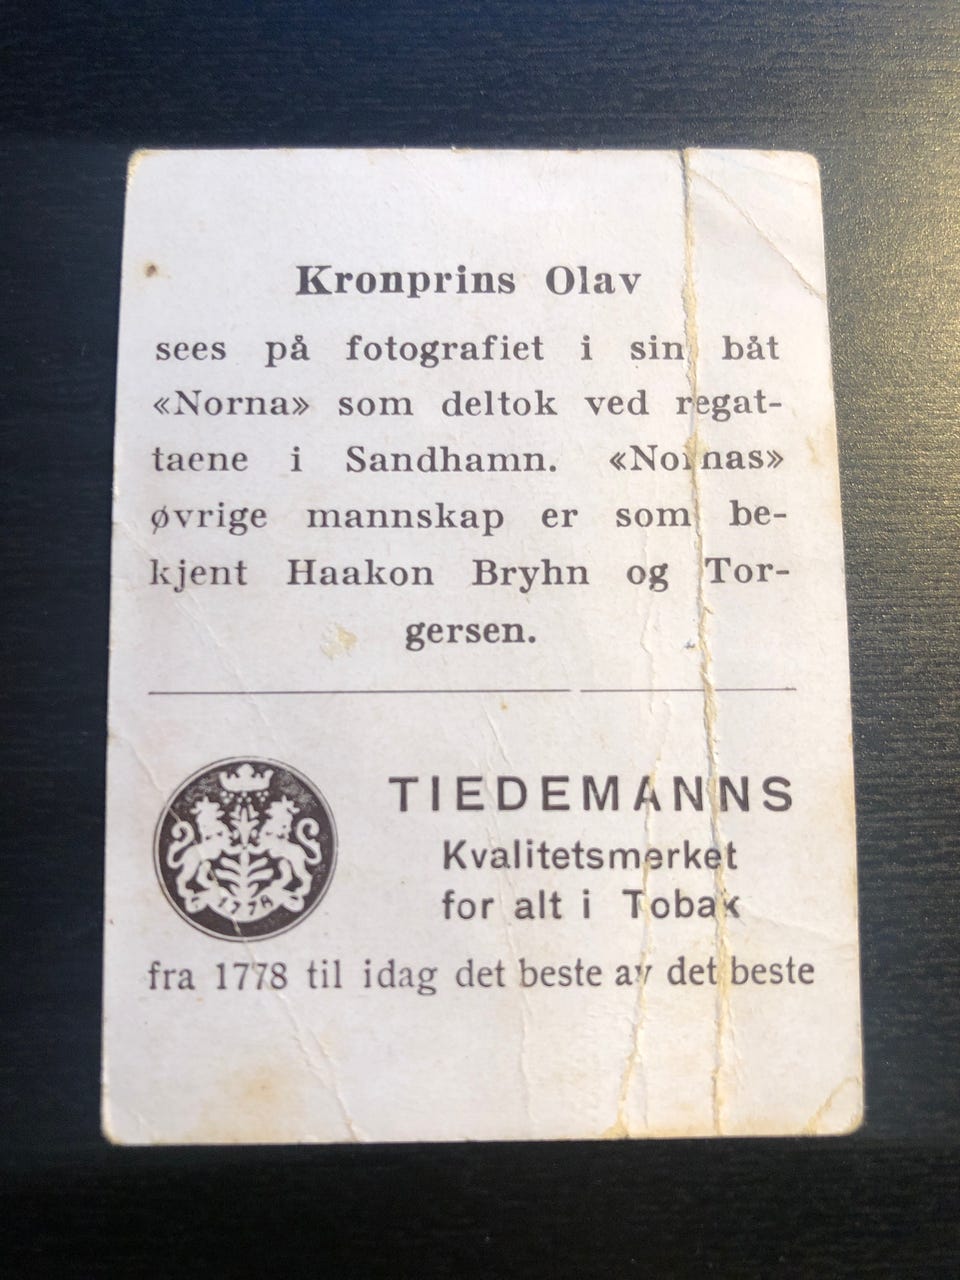 Kronprins Olav
sees på fotografiet i sin båt
«Norna» som deltok ved regat-
taene i Sandhamn. «Nornas»
øvrige mannskap er som be-
kjent Haakon Bryhn og Tor-
gersen.
TIEDEMANNS
Kvalitetsmerket
for alt i Tobak
1778
fra 1778 til idag det beste av det beste